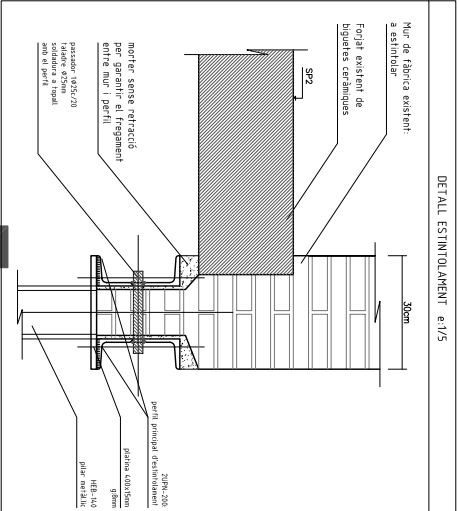 DETALL ESTINTOLAMENT e:1/5
Mur de fàbrica existent:
a estintolar
Forjat existent de
biguetes ceràmiques
SP2
30cm
morter sense retracció
per garantir el fregament
entre mur i perfil
passador 1ø25c/20
taladre ø25mm
soldadera a topall
amb el perfil
2UPN-200:
perfil principal d'estintolament
platina 400x15mm
g:8mm
HEB-140
pilar metàl.lic